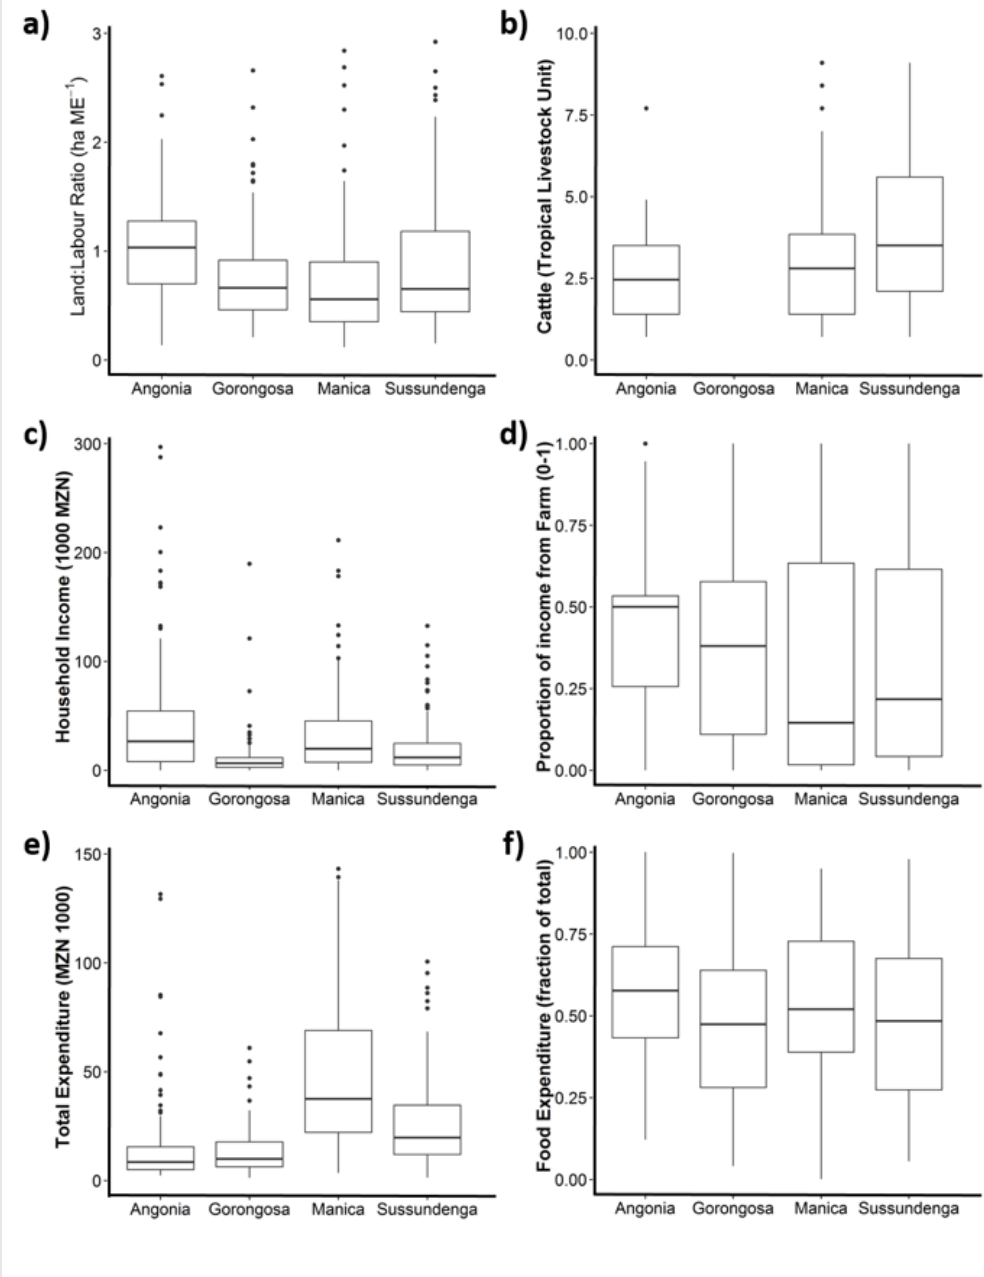 a)
Land:Labour Ratio (ha ME⁻¹)
3
2
1
0
Angonia Gorongosa Manica Sussundenga
b)
Cattle (Tropical Livestock Unit)
10.0
7.5
5.0
2.5
0.0
Angonia Gorongosa Manica Sussundenga
c)
Household Income (1000 MZN)
300
200
100
0
Angonia Gorongosa Manica Sussundenga
d)
Proportion of income from Farm (0-1)
1.00
0.75
0.50
0.25
0.00
Angonia Gorongosa Manica Sussundenga
e)
Total Expenditure (MZN 1000)
150
100
50
0
Angonia Gorongosa Manica Sussundenga
f)
Food Expenditure (fraction of total)
1.00
0.75
0.50
0.25
0.00
Angonia Gorongosa Manica Sussundenga